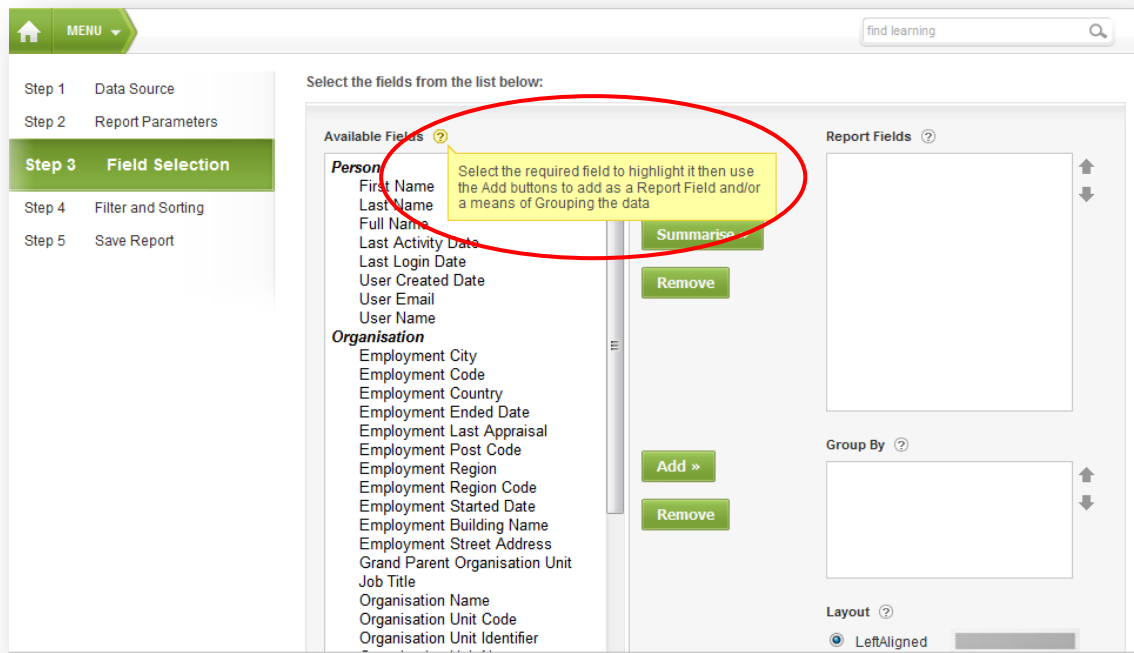 MENU
find learning
Step 1 Data Source
Step 2 Report Parameters
Step 3 Field Selection
Step 4 Filter and Sorting
Step 5 Save Report
Select the fields from the list below:
Available Fields ?
Person
First Name
Last Name
Full Name
Last Activity Date
Last Login Date
User Created Date
User Email
User Name
Organisation
Employment City
Employment Code
Employment Country
Employment Ended Date
Employment Last Appraisal
Employment Post Code
Employment Region
Employment Region Code
Employment Started Date
Employment Building Name
Employment Street Address
Grand Parent Organisation Unit
Job Title
Organisation Name
Organisation Unit Code
Organisation Unit Identifier
Select the required field to highlight it then use
the Add buttons to add as a Report Field and/or
a means of Grouping the data
Summarise »
Remove
Add »
Remove
Report Fields ?
Group By ?
Layout ?
LeftAligned